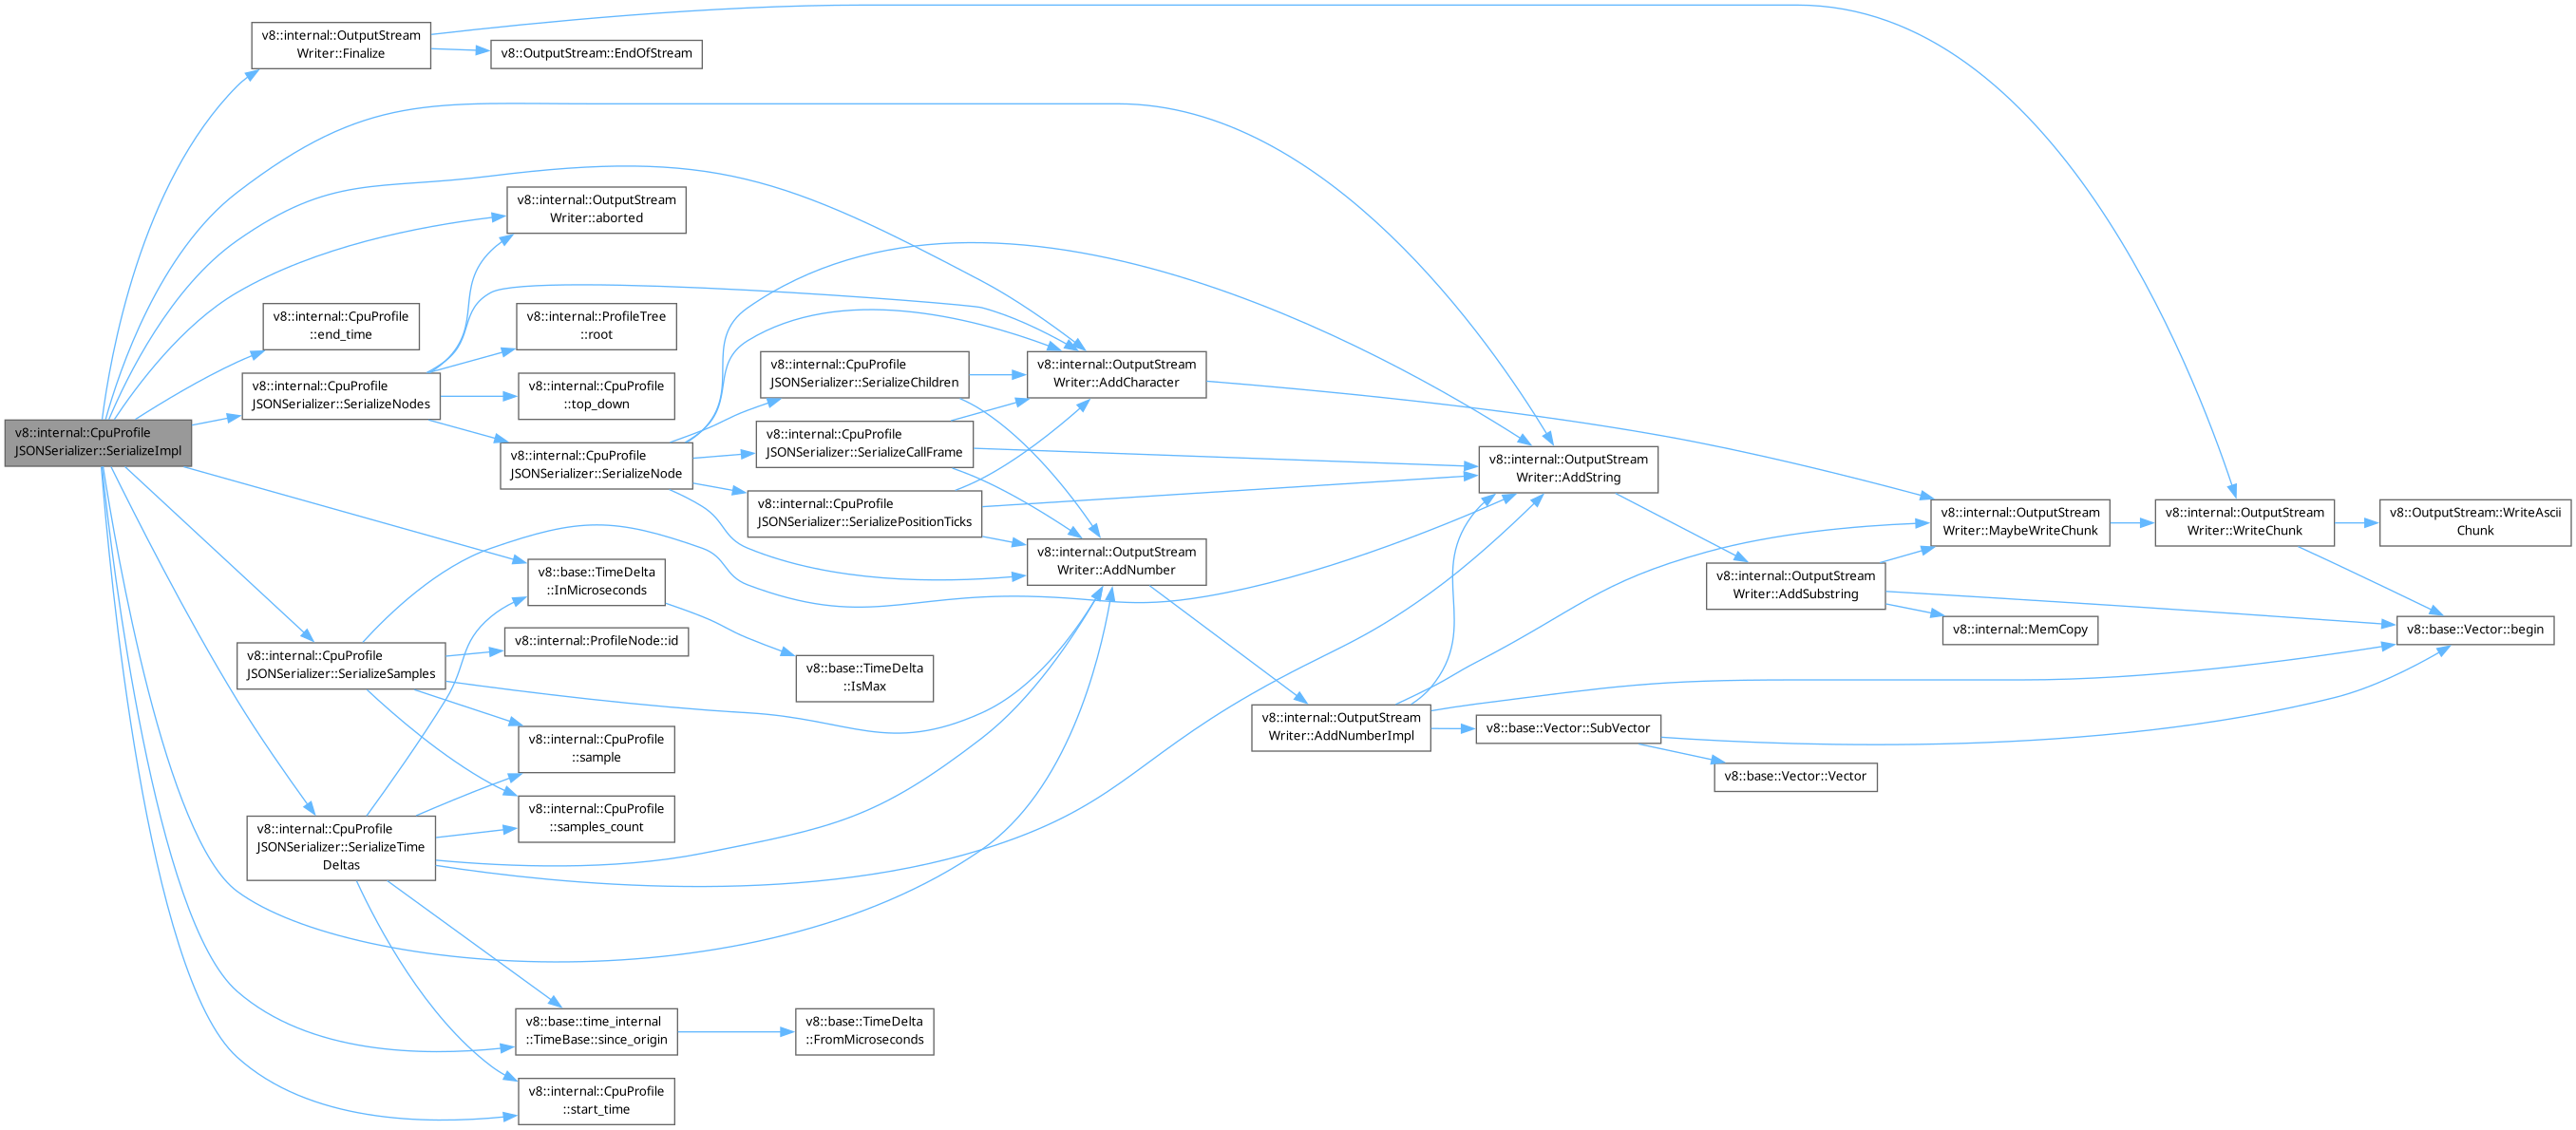 v8::internal::CpuProfile
JSONSerializer::SerializeImpl
v8::internal::OutputStream
Writer::Finalize
v8::OutputStream::EndOfStream
v8::internal::OutputStream
Writer::aborted
v8::internal::CpuProfile
::end_time
v8::internal::CpuProfile
JSONSerializer::SerializeNodes
v8::internal::ProfileTree
::root
v8::internal::CpuProfile
::top_down
v8::internal::CpuProfile
JSONSerializer::SerializeNode
v8::internal::CpuProfile
JSONSerializer::SerializeChildren
v8::internal::CpuProfile
JSONSerializer::SerializeCallFrame
v8::internal::CpuProfile
JSONSerializer::SerializePositionTicks
v8::internal::OutputStream
Writer::AddCharacter
v8::internal::OutputStream
Writer::AddNumber
v8::internal::OutputStream
Writer::AddString
v8::internal::OutputStream
Writer::AddSubstring
v8::internal::OutputStream
Writer::MaybeWriteChunk
v8::internal::OutputStream
Writer::WriteChunk
v8::OutputStream::WriteAscii
Chunk
v8::base::Vector::begin
v8::internal::MemCopy
v8::internal::OutputStream
Writer::AddNumberImpl
v8::base::Vector::SubVector
v8::base::Vector::Vector
v8::base::TimeDelta
::InMicroseconds
v8::base::TimeDelta
::IsMax
v8::internal::CpuProfile
JSONSerializer::SerializeSamples
v8::internal::ProfileNode::id
v8::internal::CpuProfile
::sample
v8::internal::CpuProfile
::samples_count
v8::internal::CpuProfile
JSONSerializer::SerializeTime
Deltas
v8::base::time_internal
::TimeBase::since_origin
v8::base::TimeDelta
::FromMicroseconds
v8::internal::CpuProfile
::start_time